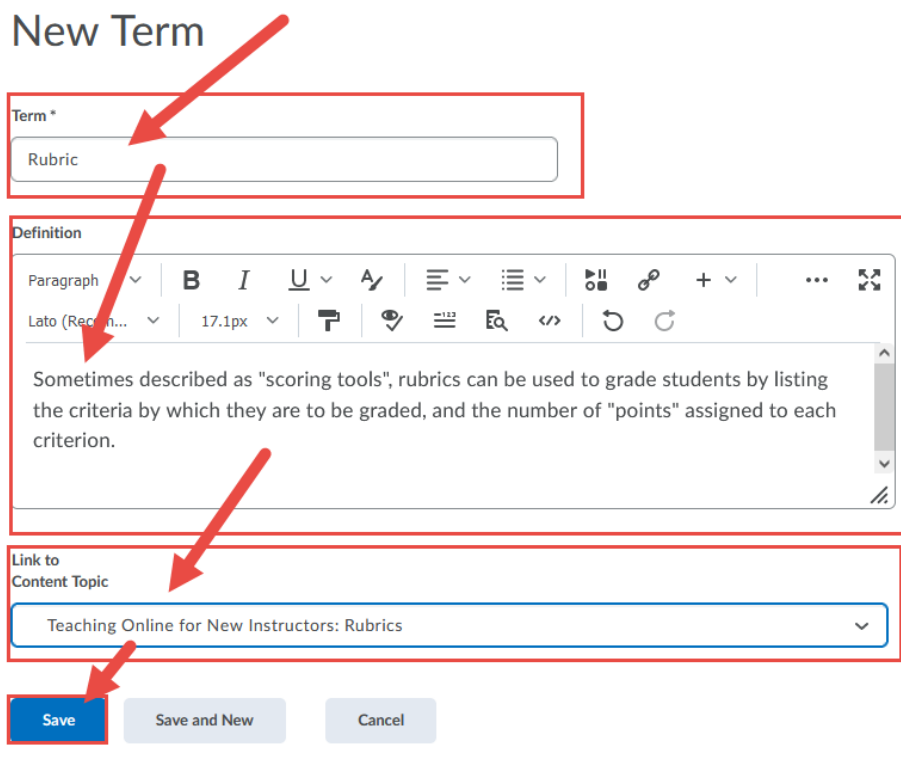 New Term
Term *
Rubric
Definition
Paragraph B I U
Lato (Recom... 17.1px
Sometimes described as "scoring tools", rubrics can be used to grade students by listing
the criteria by which they are to be graded, and the number of "points" assigned to each
criterion.
Link to
Content Topic
Teaching Online for New Instructors: Rubrics
Save Save and New Cancel